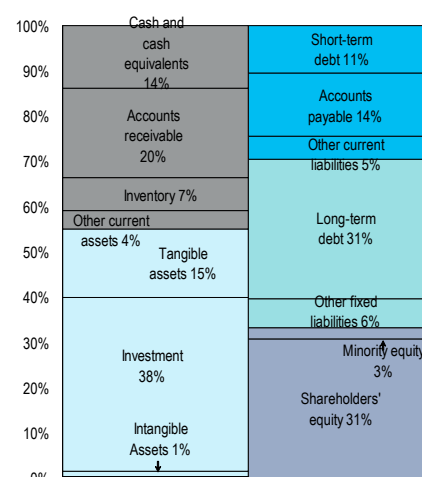 100%
90%
80%
70%
60%
50%
40%
30%
20%
10%
0%
Cash and
cash
equivalents
14%
Accounts
receivable
20%
Inventory 7%
Other current
assets 4%
Tangible
assets 15%
Investment
38%
Intangible
Assets 1%
Short-term
debt 11%
Accounts
payable 14%
Other current
liabilities 5%
Long-term
debt 31%
Other fixed
liabilities 6%
Minority equity
3%
Shareholders'
equity 31%